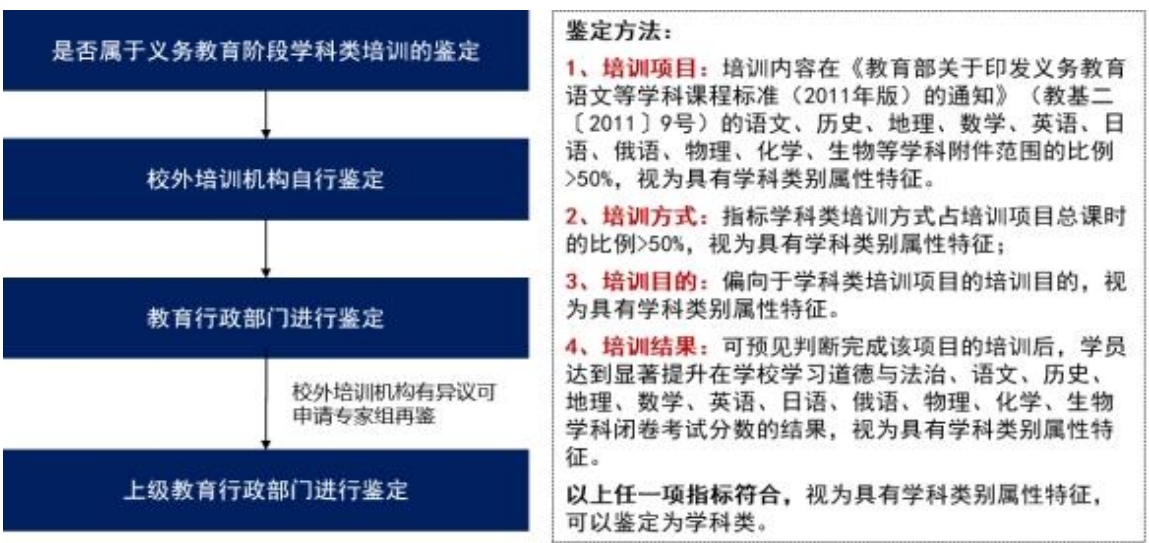 是否属于义务教育阶段学科类培训的鉴定
校外培训机构自行鉴定
教育行政部门进行鉴定
校外培训机构有异议可
申请专家组再鉴
上级教育行政部门进行鉴定
鉴定方法：
1、培训项目：培训内容在《教育部关于印发义务教育
语文等学科课程标准（2011年版）的通知》（教基二
〔2011〕9号）的语文、历史、地理、数学、英语、日
语、俄语、物理、化学、生物等学科附件范围的比例
>50%，视为具有学科类别属性特征。
2、培训方式：指标学科类培训方式占培训项目总课时
的比例>50%，视为具有学科类别属性特征；
3、培训目的：偏向于学科类培训项目的培训目的，视
为具有学科类别属性特征。
4、培训结果：可预见判断完成该项目的培训后，学员
达到显著提升在学校学习道德与法治、语文、历史、
地理、数学、英语、日语、俄语、物理、化学、生物
学科闭卷考试分数的结果，视为具有学科类别属性特
征。
以上任一项指标符合，视为具有学科类别属性特征，
可以鉴定为学科类。